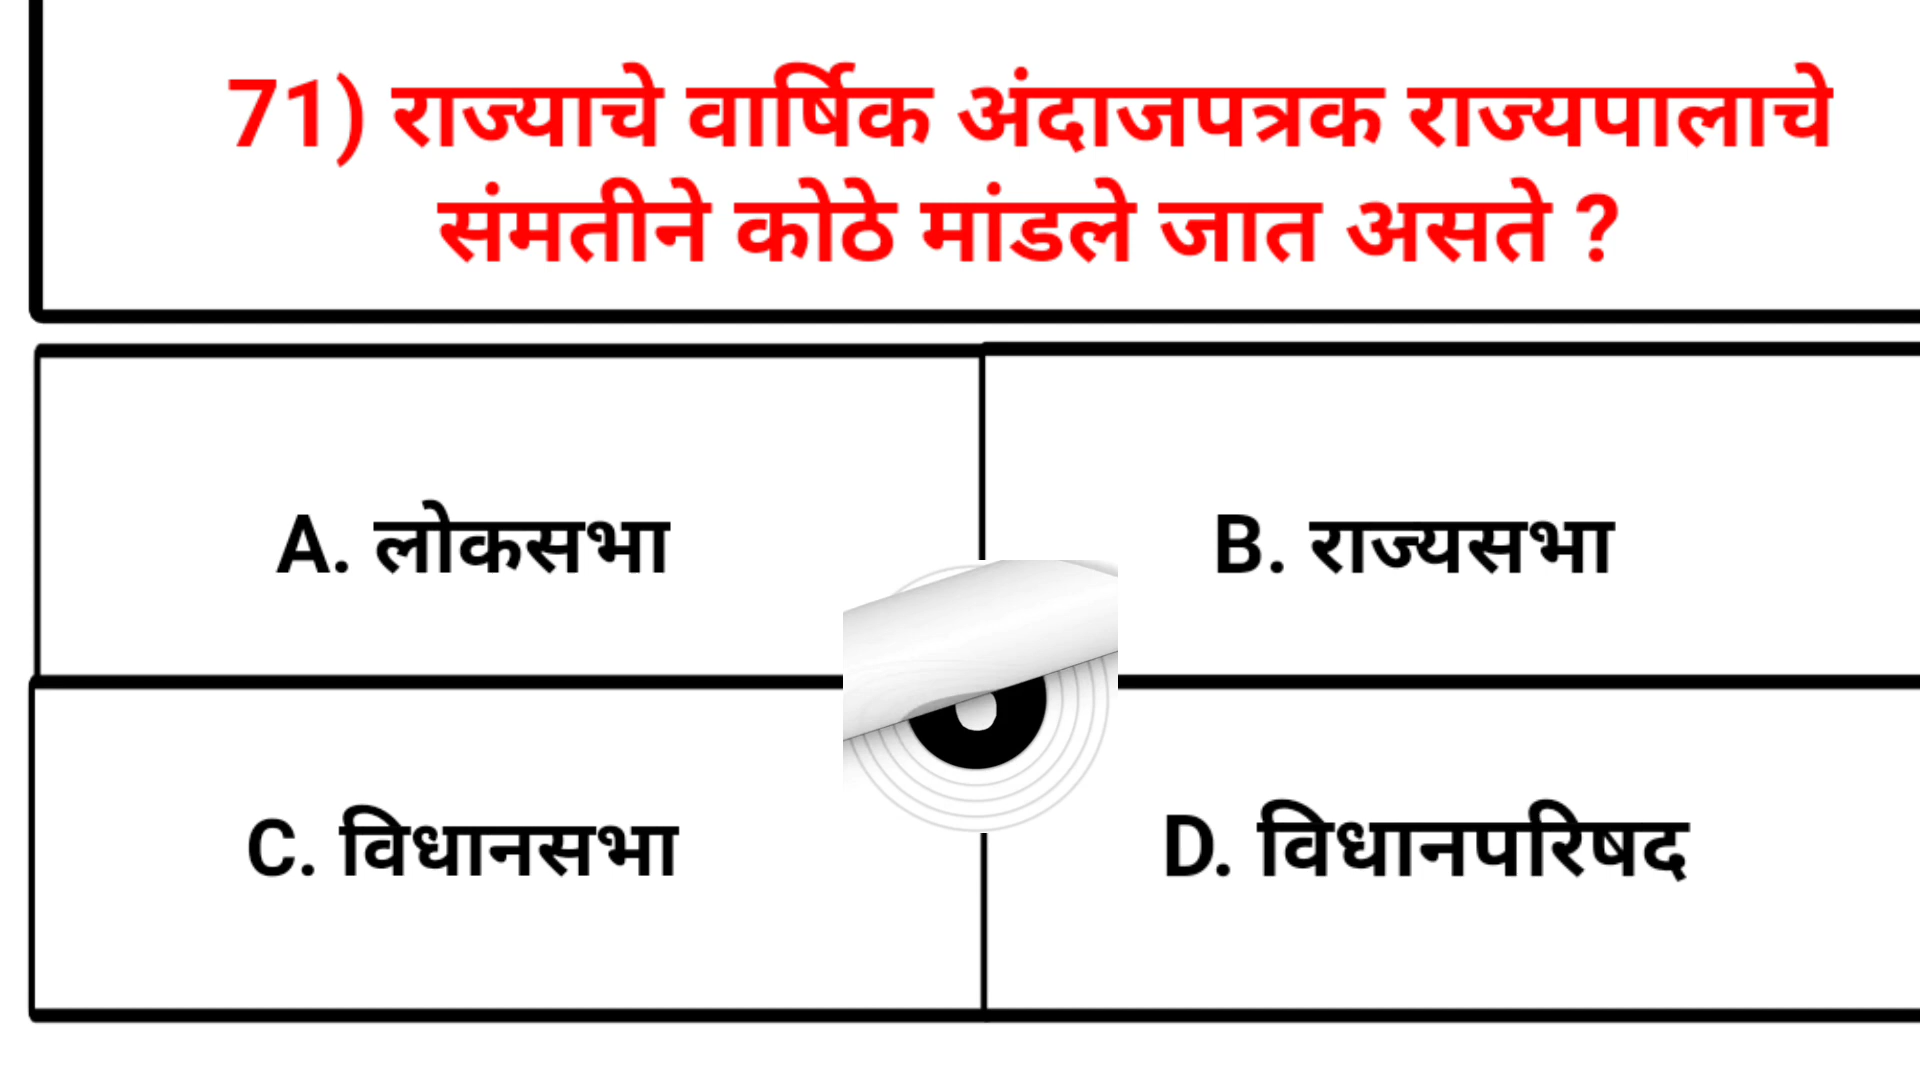 71) राज्याचे वार्षिक अंदाजपत्रक राज्यपालाचे
संमतीने कोठे मांडले जात असते ?
A. लोकसभा
B. राज्यसभा
C. विधानसभा
D. विधानपरिषद